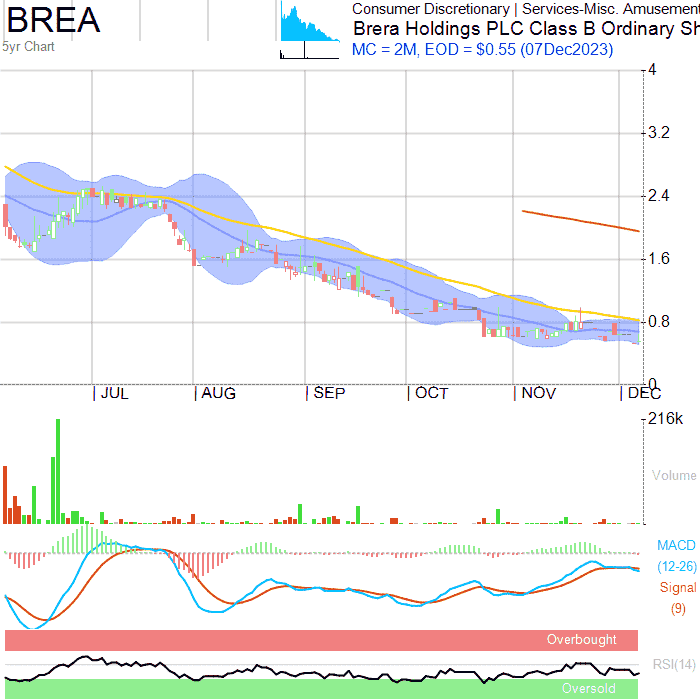 BREA
5yr Chart
Consumer Discretionary | Services-Misc. Amusement
Brera Holdings PLC Class B Ordinary Sh
MC = 2M, EOD = $0.55 (07Dec2023)
4
3.2
2.4
1.6
0.8
0
JUL AUG SEP OCT NOV DEC
216k
Volume
MACD
(12-26)
Signal
(9)
Overbought
RSI(14)
Oversold